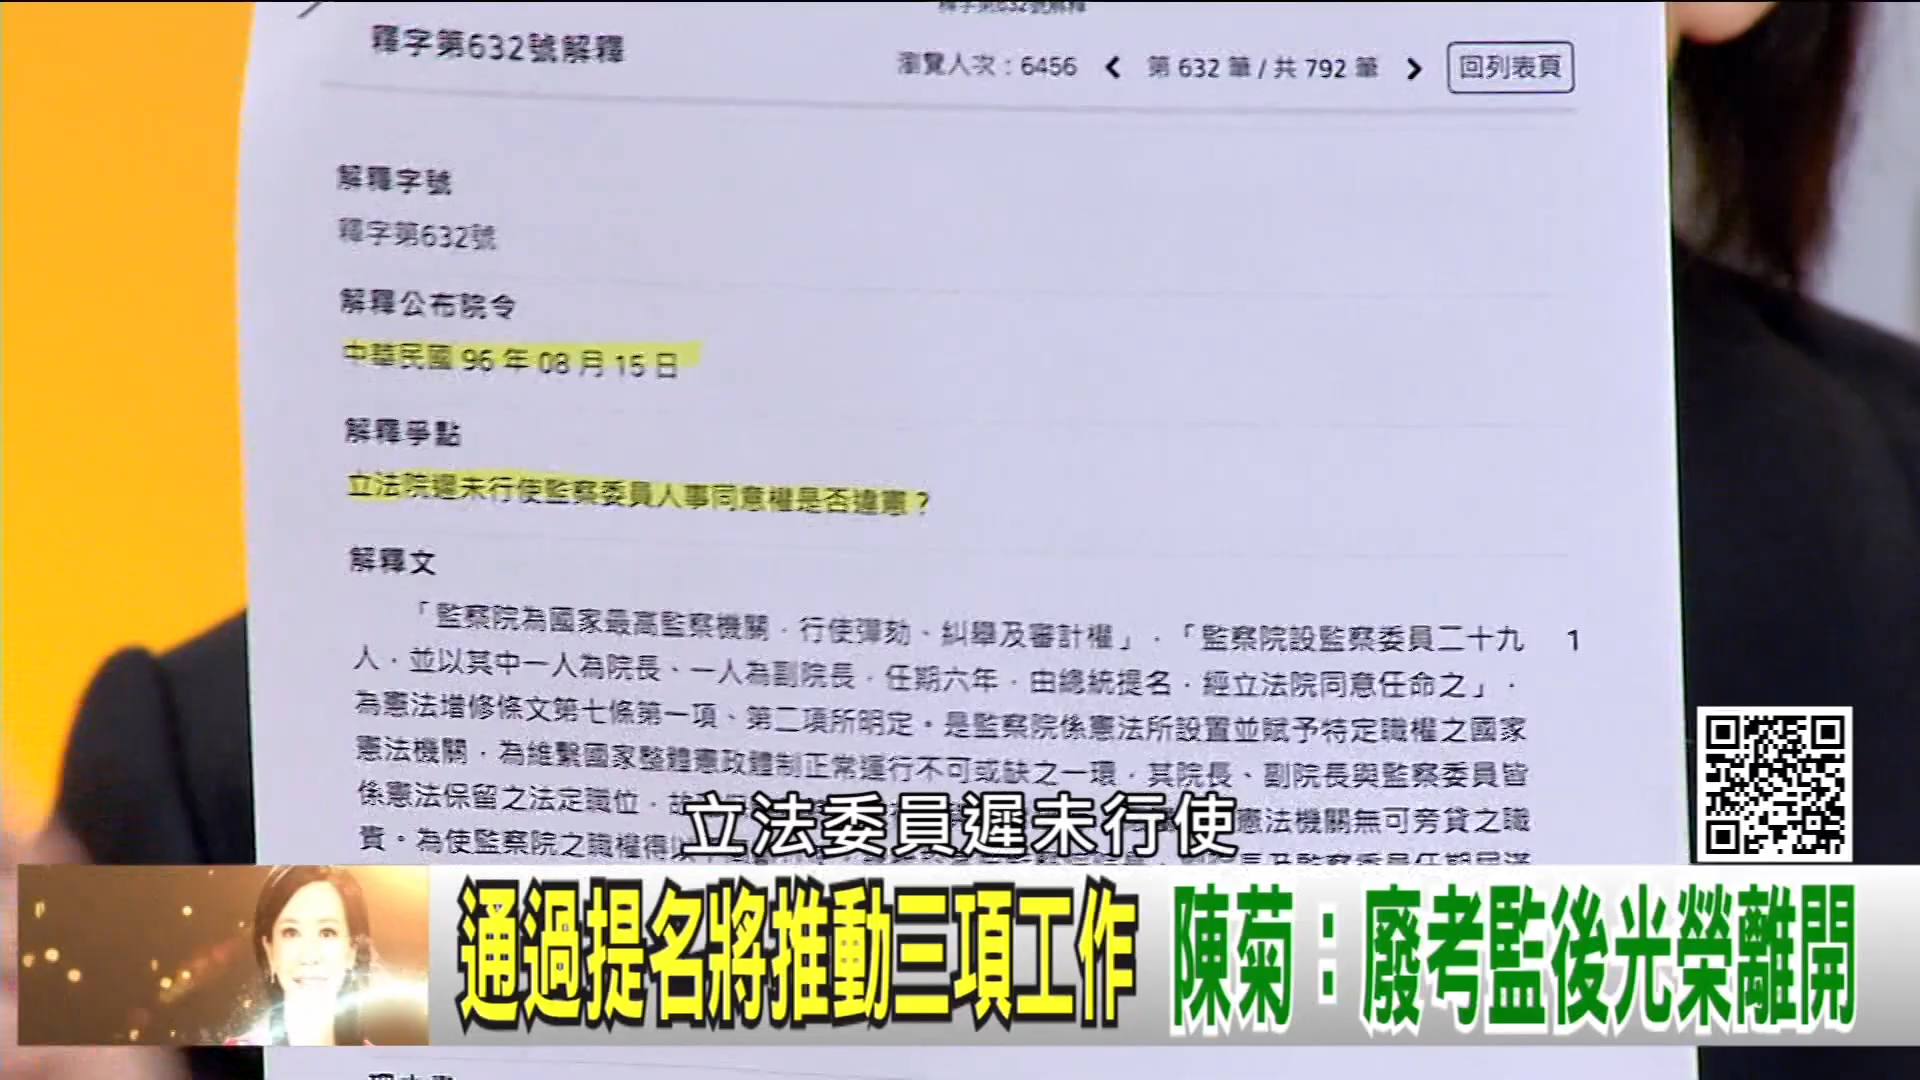 釋字第632號解釋
釋字第632號解釋
瀏覽人次：6456 第 632 筆 / 共 792 筆 回列表頁
解釋字號
釋字第632號
解釋公布院令
中華民國 96 年 08 月 15 日
解釋爭點
立法院遲未行使監察委員人事同意權是否違憲？
解釋文
「監察院為國家最高監察機關，行使彈劾、糾舉及審計權」，「監察院設監察委員二十九 1
人，並以其中一人為院長、一人為副院長，任期六年，由總統提名，經立法院同意任命之」，
為憲法增修條文第七條第一項、第二項所明定。是監察院係憲法所設置並賦予特定職權之國家
憲法機關，為維繫國家整體憲政體制正常運行不可或缺之一環，其院長、副院長與監察委員皆
係憲法保留之法定職位，故
憲法機關無可旁貸之職
責。為使監察院之職權得以
立法委員遲未行使
通過提名將推動三項工作 陳菊：廢考監後光榮離開